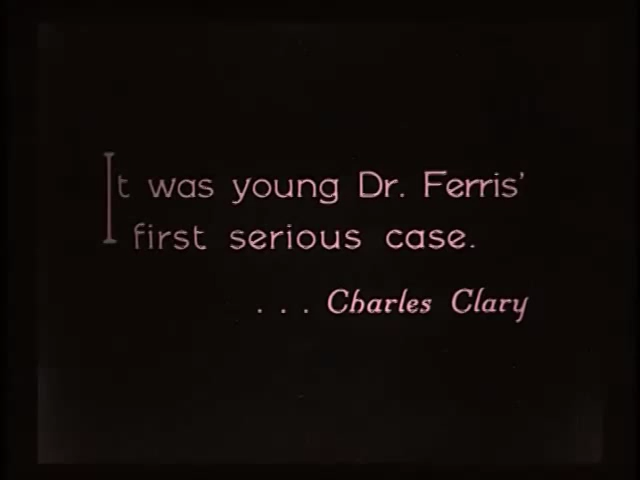 It was young Dr. Ferris'
first serious case.
. . . Charles Clary